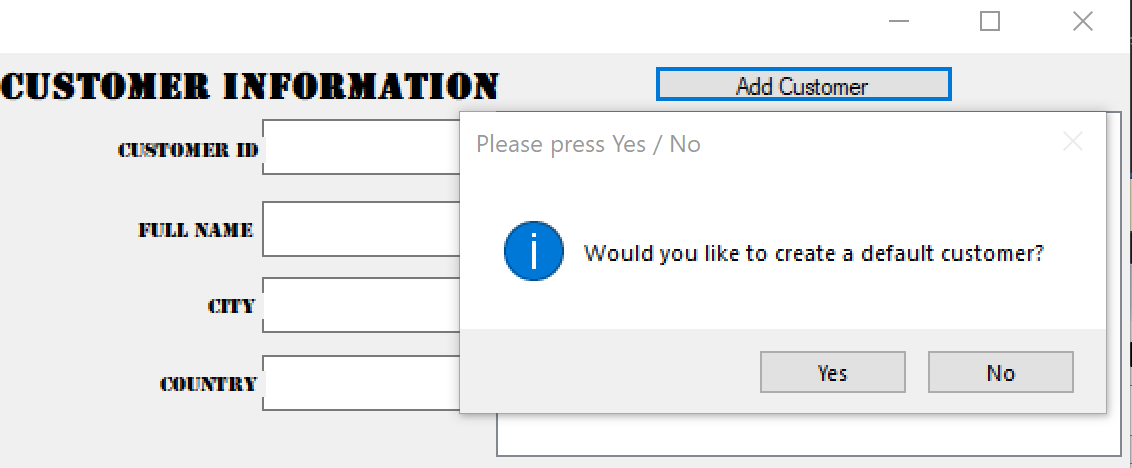 CUSTOMER INFORMATION
Add Customer
Please press Yes / No
CUSTOMER ID
FULL NAME
Would you like to create a default customer?
CITY
COUNTRY
Yes
No